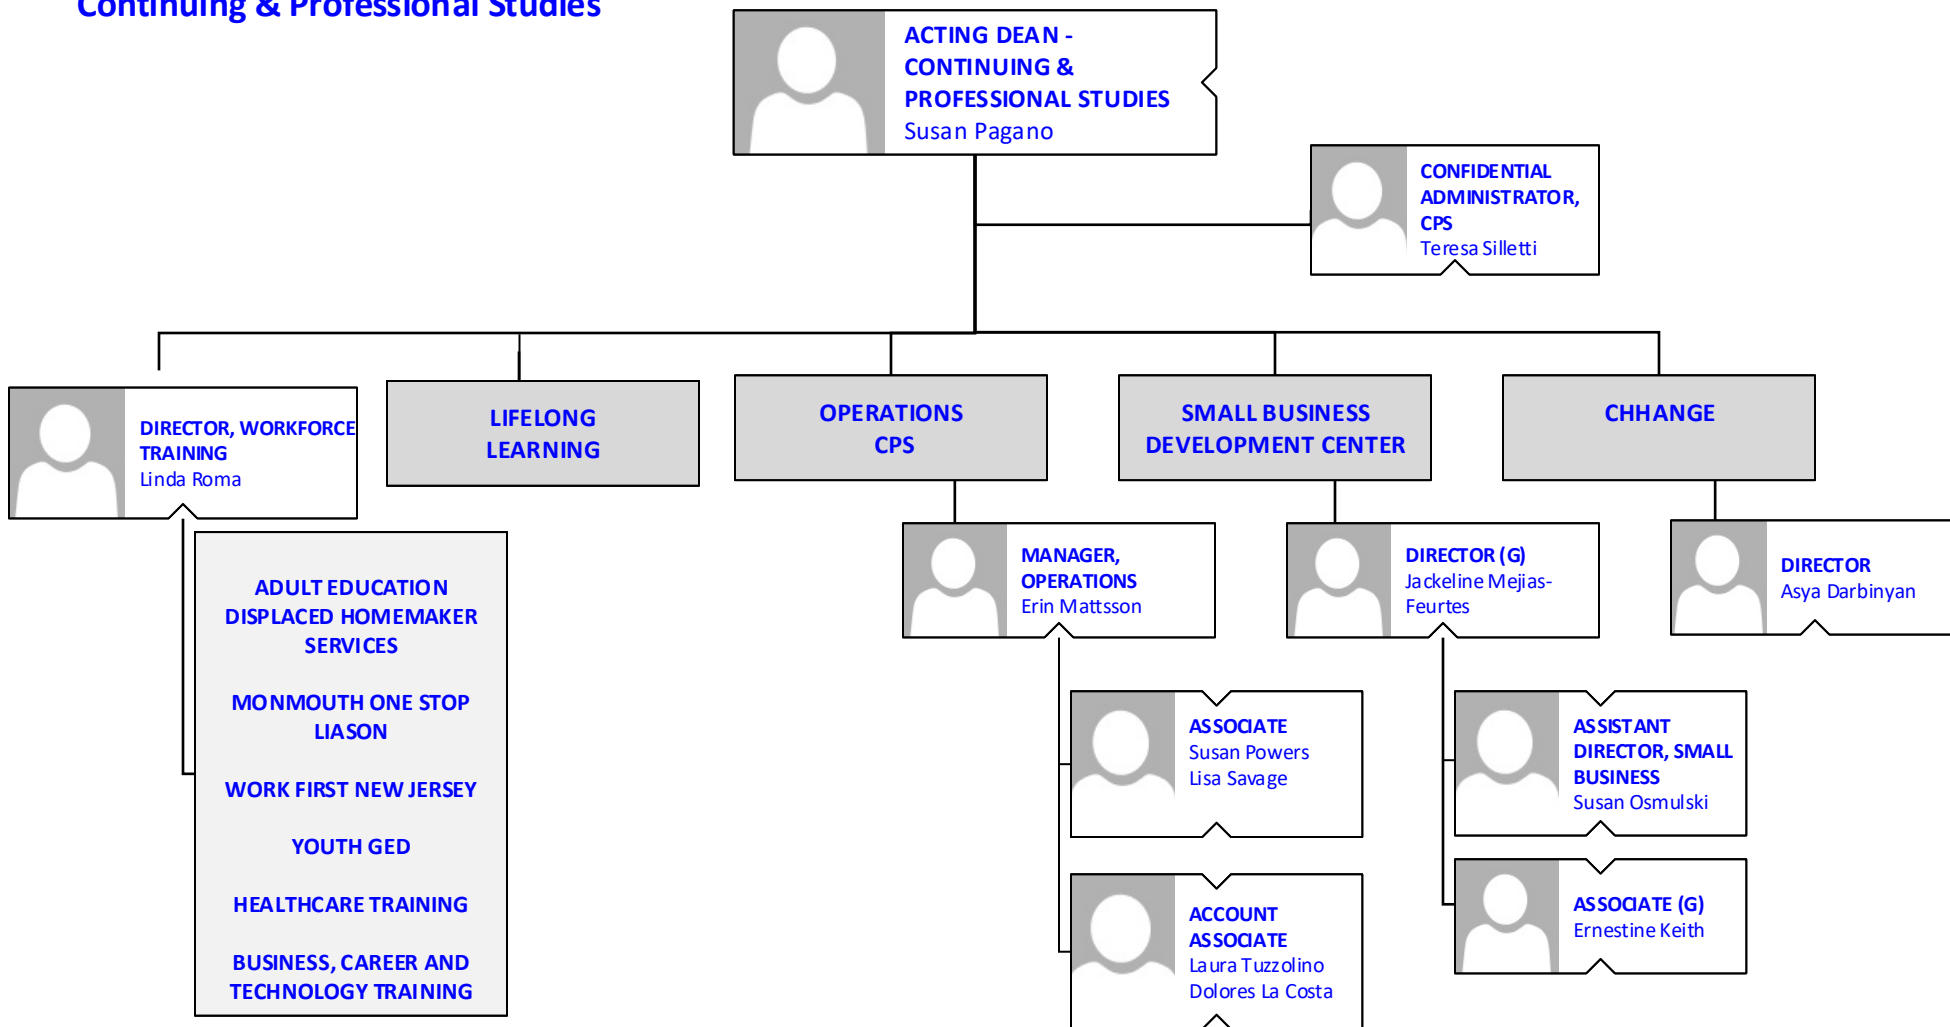 Continuing & Professional Studies
ACTING DEAN -
CONTINUING &
PROFESSIONAL STUDIES
Susan Pagano
CONFIDENTIAL
ADMINISTRATOR,
CPS
Teresa Silletti
DIRECTOR, WORKFORCE
TRAINING
Linda Roma
LIFELONG
LEARNING
OPERATIONS
CPS
SMALL BUSINESS
DEVELOPMENT CENTER
CHHANGE
ADULT EDUCATION
DISPLACED HOMEMAKER
SERVICES
MONMOUTH ONE STOP
LIASON
WORK FIRST NEW JERSEY
YOUTH GED
HEALTHCARE TRAINING
BUSINESS, CAREER AND
TECHNOLOGY TRAINING
MANAGER,
OPERATIONS
Erin Mattsson
ASSOCIATE
Susan Powers
Lisa Savage
ACCOUNT
ASSOCIATE
Laura Tuzzolino
Dolores La Costa
DIRECTOR (G)
Jackeline Mejias-
Feurtes
ASSISTANT
DIRECTOR, SMALL
BUSINESS
Susan Osmulski
ASSOCIATE (G)
Ernestine Keith
DIRECTOR
Asya Darbinyan